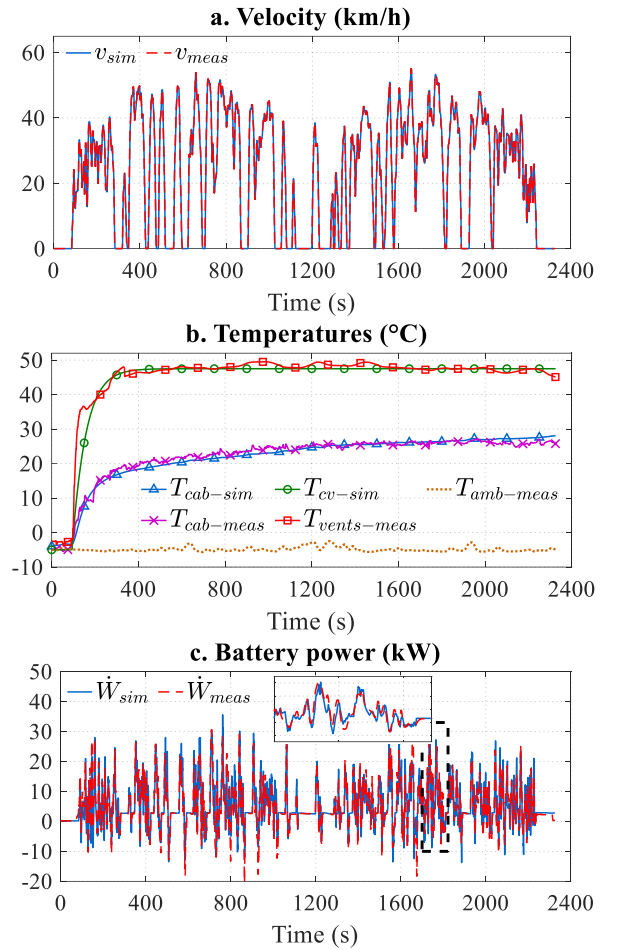 a. Velocity (km/h)
v_sim v_meas
60
40
20
0
0 400 800 1200 1600 2000 2400
Time (s)
b. Temperatures (°C)
50
40
30
20
10
0
-10
T_cab−sim T_cv−sim T_amb−meas
T_cab−meas T_vents−meas
0 400 800 1200 1600 2000 2400
Time (s)
c. Battery power (kW)
50
40
30
20
10
0
-10
-20
Ẇ_sim Ẇ_meas
0 400 800 1200 1600 2000 2400
Time (s)